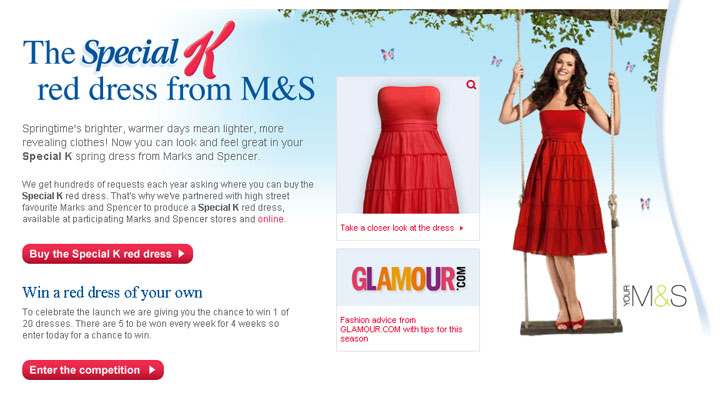 The Special K
red dress from M&S
Springtime's brighter, warmer days mean lighter, more
revealing clothes! Now you can look and feel great in your
Special K spring dress from Marks and Spencer.
We get hundreds of requests each year asking where you can buy the
Special K red dress. That's why we've partnered with high street
favourite Marks and Spencer to produce a Special K red dress,
available at participating Marks and Spencer stores and online.
Buy the Special K red dress
Win a red dress of your own
To celebrate the launch we are giving you the chance to win 1 of
20 dresses. There are 5 to be won every week for 4 weeks so
enter today for a chance to win.
Enter the competition
Take a closer look at the dress
GLAMOUR.COM
Fashion advice from
GLAMOUR.COM with tips for this
season
YOUR M&S